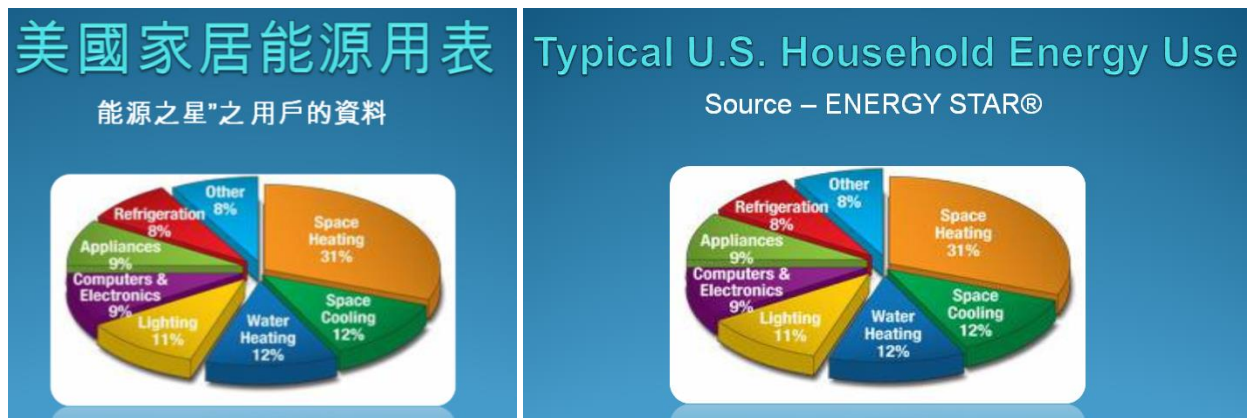 美國家居能源用表
能源之星”之 用戶的資料
Other
8%
Refrigeration
8%
Appliances
9%
Computers &
Electronics
9%
Lighting
11%
Water
Heating
12%
Space
Cooling
12%
Space
Heating
31%
Typical U.S. Household Energy Use
Source – ENERGY STAR®
Other
8%
Refrigeration
8%
Appliances
9%
Computers &
Electronics
9%
Lighting
11%
Water
Heating
12%
Space
Cooling
12%
Space
Heating
31%